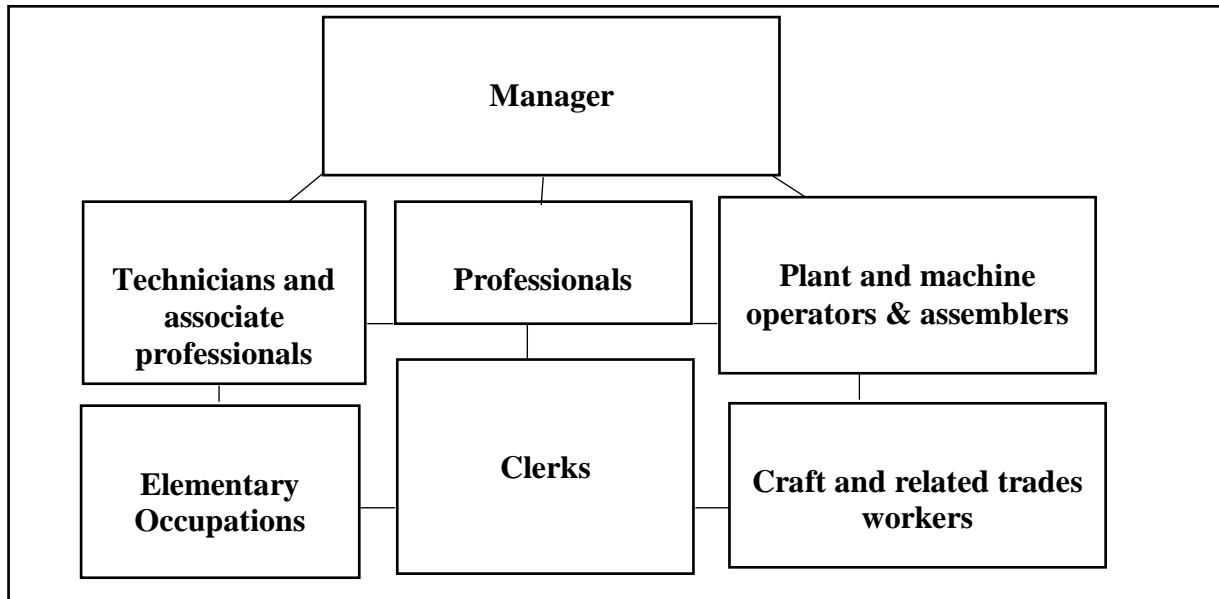 Manager
Technicians and
associate
professionals
Professionals
Plant and machine
operators & assemblers
Elementary
Occupations
Clerks
Craft and related trades
workers